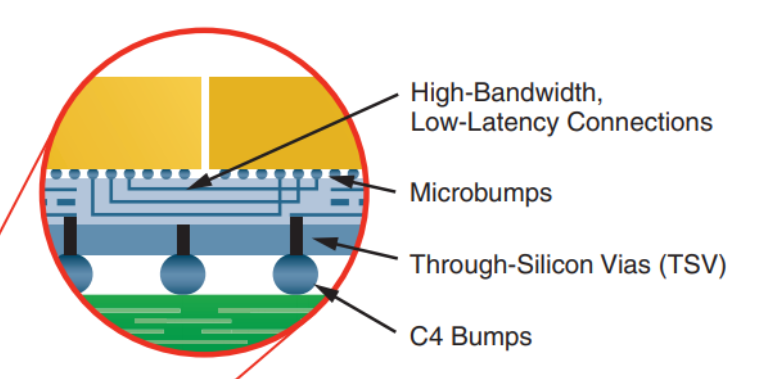 High-Bandwidth,
Low-Latency Connections
Microbumps
Through-Silicon Vias (TSV)
C4 Bumps